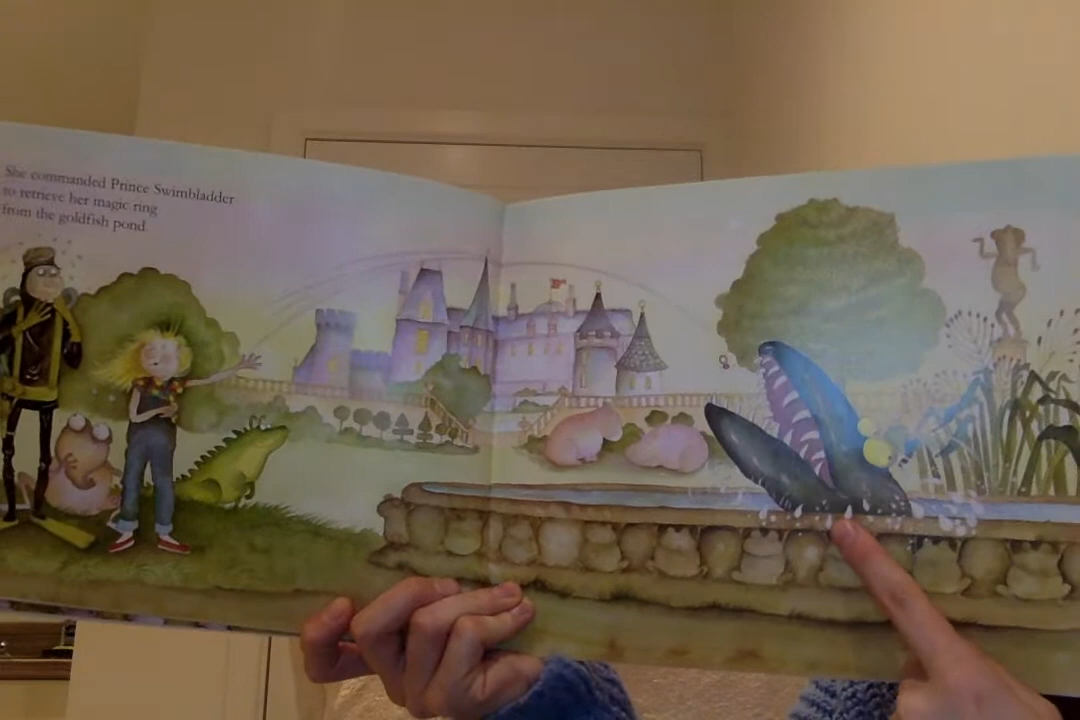 She commanded Prince Swimbladder
to retrieve her magic ring
from the goldfish pond